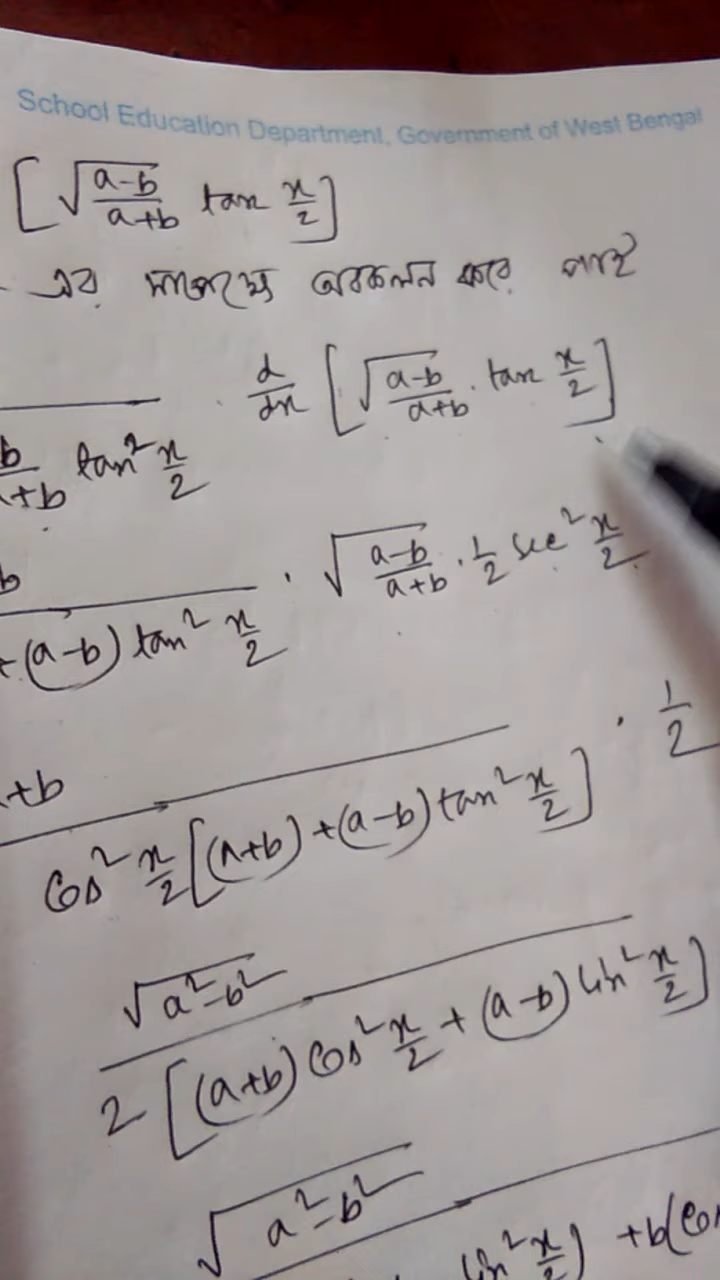 School Education Department, Government of West Bengal
[√(a-b)/(a+b) tan x/2]
এর সাপেক্ষে অবকলন করে পাই
. d/dx [√(a-b)/(a+b) . tan x/2]
b/+b tan² x/2
b . √(a-b)/(a+b) . 1/2 sec² x/2
+(a-b) tan² x/2
+b . 1/2
Cos² x/2 [(a+b) + (a-b) tan² x/2]
√a²-b²
2 [(a+b) Cos² x/2 + (a-b) sin² x/2]
√a²-b²
sin² x/2) + b(Cos